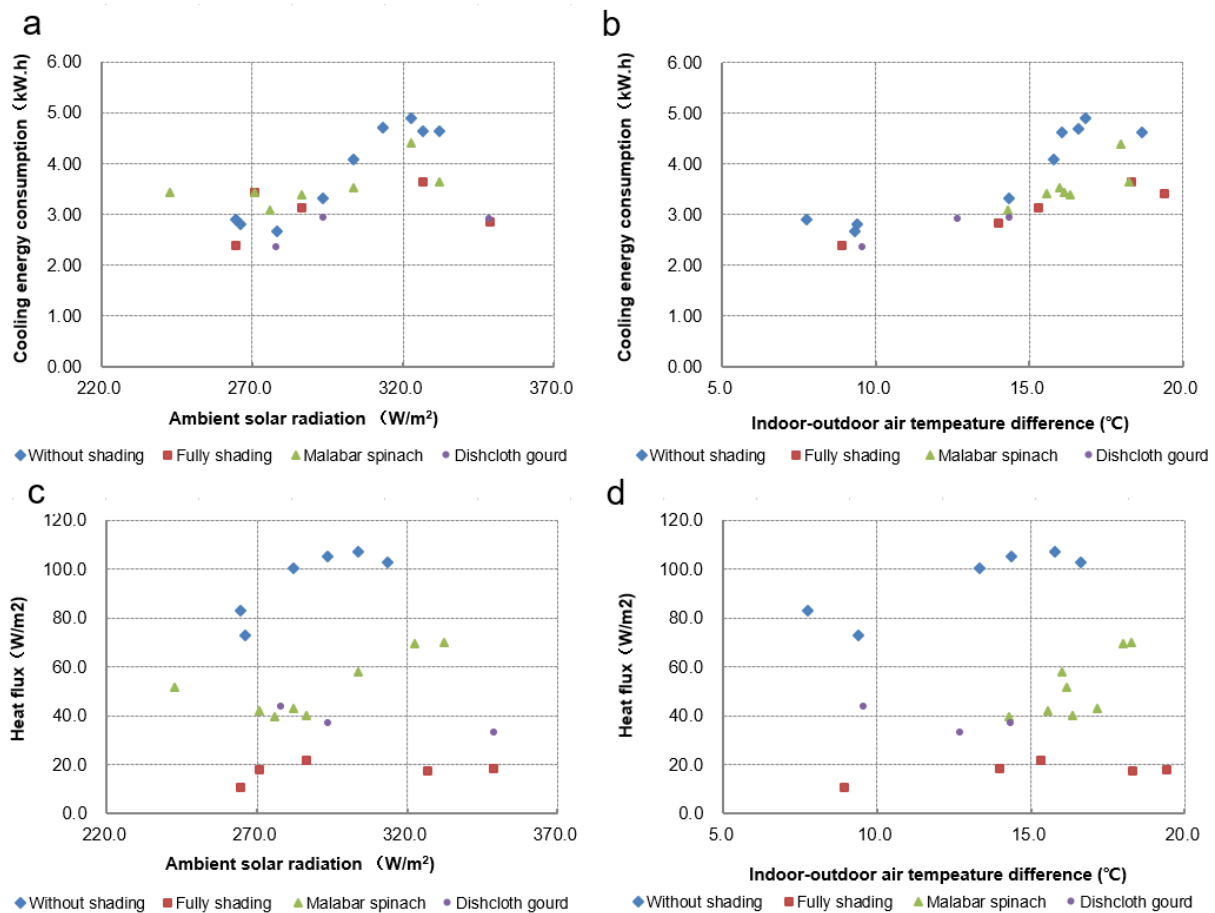 a
b
Cooling energy consumption（kW.h）
6.00
5.00
4.00
3.00
2.00
1.00
0.00
220.0 270.0 320.0 370.0
Ambient solar radiation （W/m²)
◆Without shading ■Fully shading ▲Malabar spinach ●Dishcloth gourd
Cooling energy consumption（kW.h）
6.00
5.00
4.00
3.00
2.00
1.00
0.00
5.0 10.0 15.0 20.0
Indoor-outdoor air tempeature difference (℃)
◆Without shading ■Fully shading ▲Malabar spinach ●Dishcloth gourd
c
d
Heat flux（W/m2)
120.0
100.0
80.0
60.0
40.0
20.0
0.0
220.0 270.0 320.0 370.0
Ambient solar radiation （W/m²)
◆Without shading ■Fully shading ▲Malabar spinach ●Dishcloth gourd
Heat flux（W/m2)
120.0
100.0
80.0
60.0
40.0
20.0
0.0
5.0 10.0 15.0 20.0
Indoor-outdoor air tempeature difference (℃)
◆Without shading ■Fully shading ▲Malabar spinach ●Dishcloth gourd